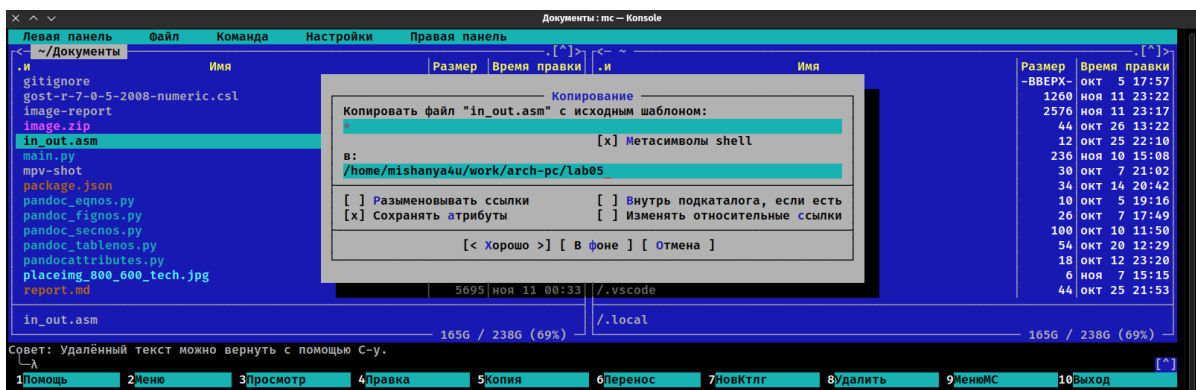 Документы : mc — Konsole
Левая панель Файл Команда Настройки Правая панель
<— ~/Документы .[^]> <— ~ .[^]>
.и Имя Размер Время правки .и Имя Размер Время правки
gitignore -ВВЕРХ- окт 5 17:57
gost-r-7-0-5-2008-numeric.csl 1260 ноя 11 23:22
image-report 2576 ноя 11 23:17
image.zip 44 окт 26 13:22
in_out.asm 12 окт 25 22:10
main.py 236 ноя 10 15:08
mpv-shot 30 окт 7 21:02
package.json 34 окт 14 20:42
pandoc_eqnos.py 10 окт 5 19:16
pandoc_fignos.py 26 окт 7 17:49
pandoc_secnos.py 100 окт 10 11:50
pandoc_tablenos.py 54 окт 20 12:29
pandocattributes.py 18 окт 12 23:20
placeimg_800_600_tech.jpg 6 ноя 7 15:15
report.md 5695 ноя 11 00:33 /.vscode 44 окт 25 21:53
Копирование
Копировать файл "in_out.asm" с исходным шаблоном:
*
[x] Метасимволы shell
в:
/home/mishanya4u/work/arch-pc/lab05
[ ] Разыменовывать ссылки [ ] Внутрь подкаталога, если есть
[x] Сохранять атрибуты [ ] Изменять относительные ссылки
[< Хорошо >] [ В фоне ] [ Отмена ]
in_out.asm /.local
165G / 238G (69%) 165G / 238G (69%)
Совет: Удалённый текст можно вернуть с помощью C-y.
λ [^]
1Помощь 2Меню 3Просмотр 4Правка 5Копия 6Перенос 7НовКтлг 8Удалить 9МенюMC 10Выход